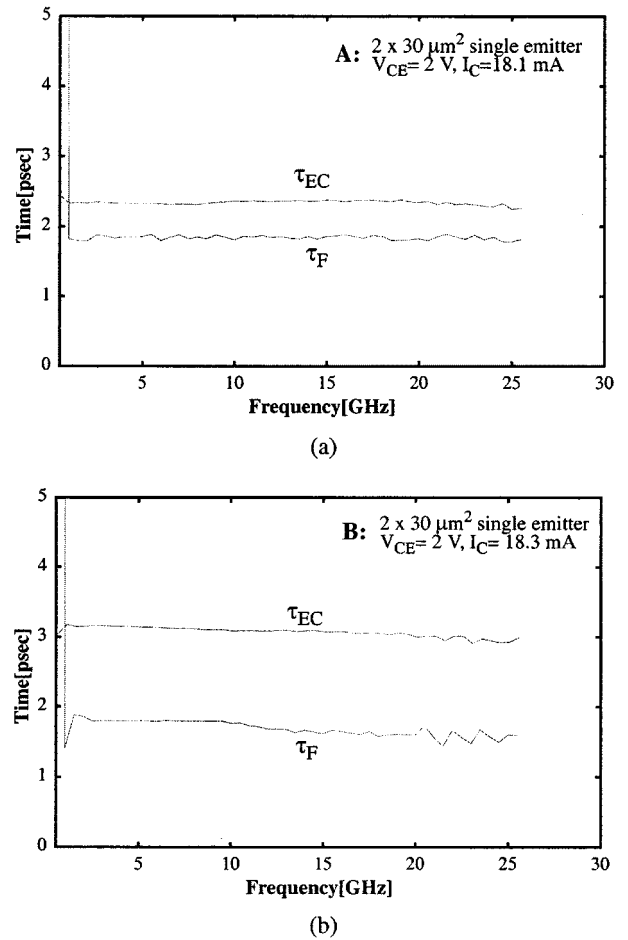 5
4
3
2
1
0
Time[psec]
A: 2 x 30 μm² single emitter
V_CE= 2 V, I_C=18.1 mA
τ_EC
τ_F
5 10 15 20 25 30
Frequency[GHz]
(a)
5
4
3
2
1
0
Time[psec]
B: 2 x 30 μm² single emitter
V_CE= 2 V, I_C= 18.3 mA
τ_EC
τ_F
5 10 15 20 25 30
Frequency[GHz]
(b)